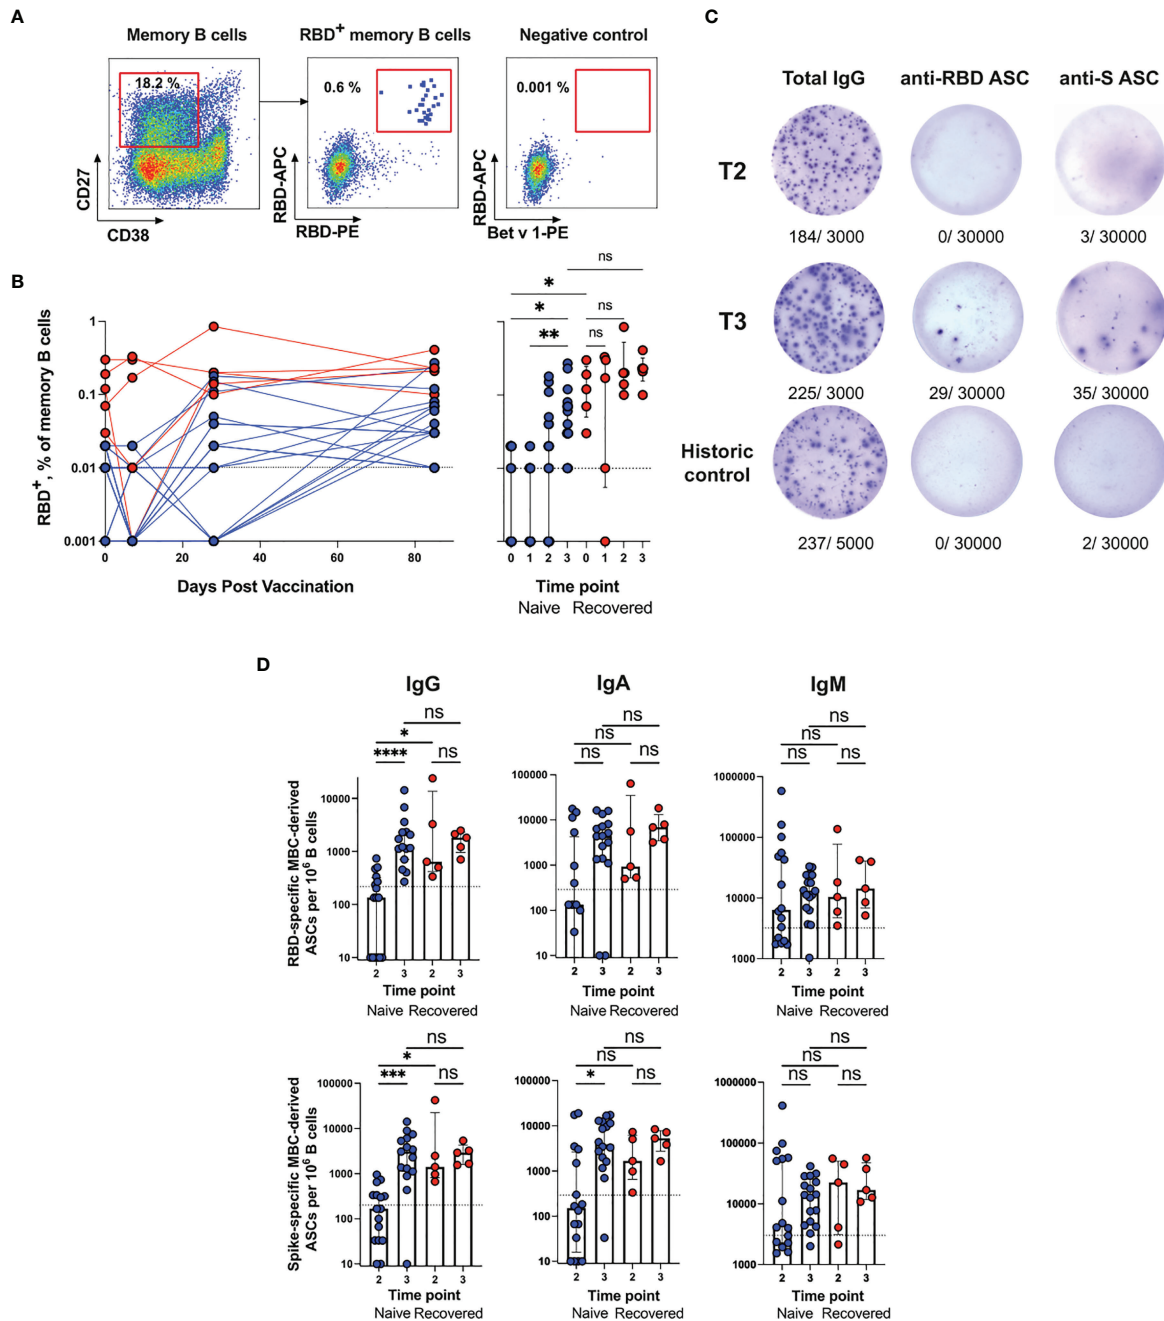 A
Memory B cells
RBD+ memory B cells
Negative control
18.2 %
0.6 %
0.001 %
CD27
CD38
RBD-APC
RBD-PE
RBD-APC
Bet v 1-PE
B
RBD+, % of memory B cells
1
0.1
0.01
0.001
0 20 40 60 80
Days Post Vaccination
ns
* ns
*
** ns
0 1 2 3 0 1 2 3
Time point
Naive Recovered
C
Total IgG anti-RBD ASC anti-S ASC
T2
184/ 3000 0/ 30000 3/ 30000
T3
225/ 3000 29/ 30000 35/ 30000
Historic
control
237/ 5000 0/ 30000 2/ 30000
D
IgG
IgA
IgM
RBD-specific MBC-derived
ASCs per 10^6 B cells
ns
*
**** ns
10000
1000
100
10
2 3 2 3
Time point
Naive Recovered
ns
ns
ns ns
100000
10000
1000
100
10
2 3 2 3
Time point
Naive Recovered
ns
ns
ns ns
1000000
100000
10000
1000
2 3 2 3
Time point
Naive Recovered
Spike-specific MBC-derived
ASCs per 10^6 B cells
ns
*
*** ns
100000
10000
1000
100
10
2 3 2 3
Time point
Naive Recovered
ns
ns
* ns
100000
10000
1000
100
10
2 3 2 3
Time point
Naive Recovered
ns
ns
ns ns
1000000
100000
10000
1000
2 3 2 3
Time point
Naive Recovered